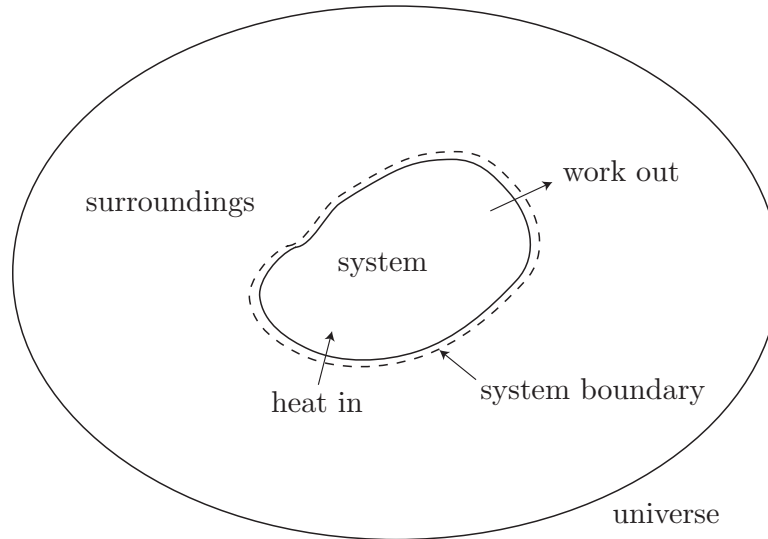 work out
surroundings
system
system boundary
heat in
universe